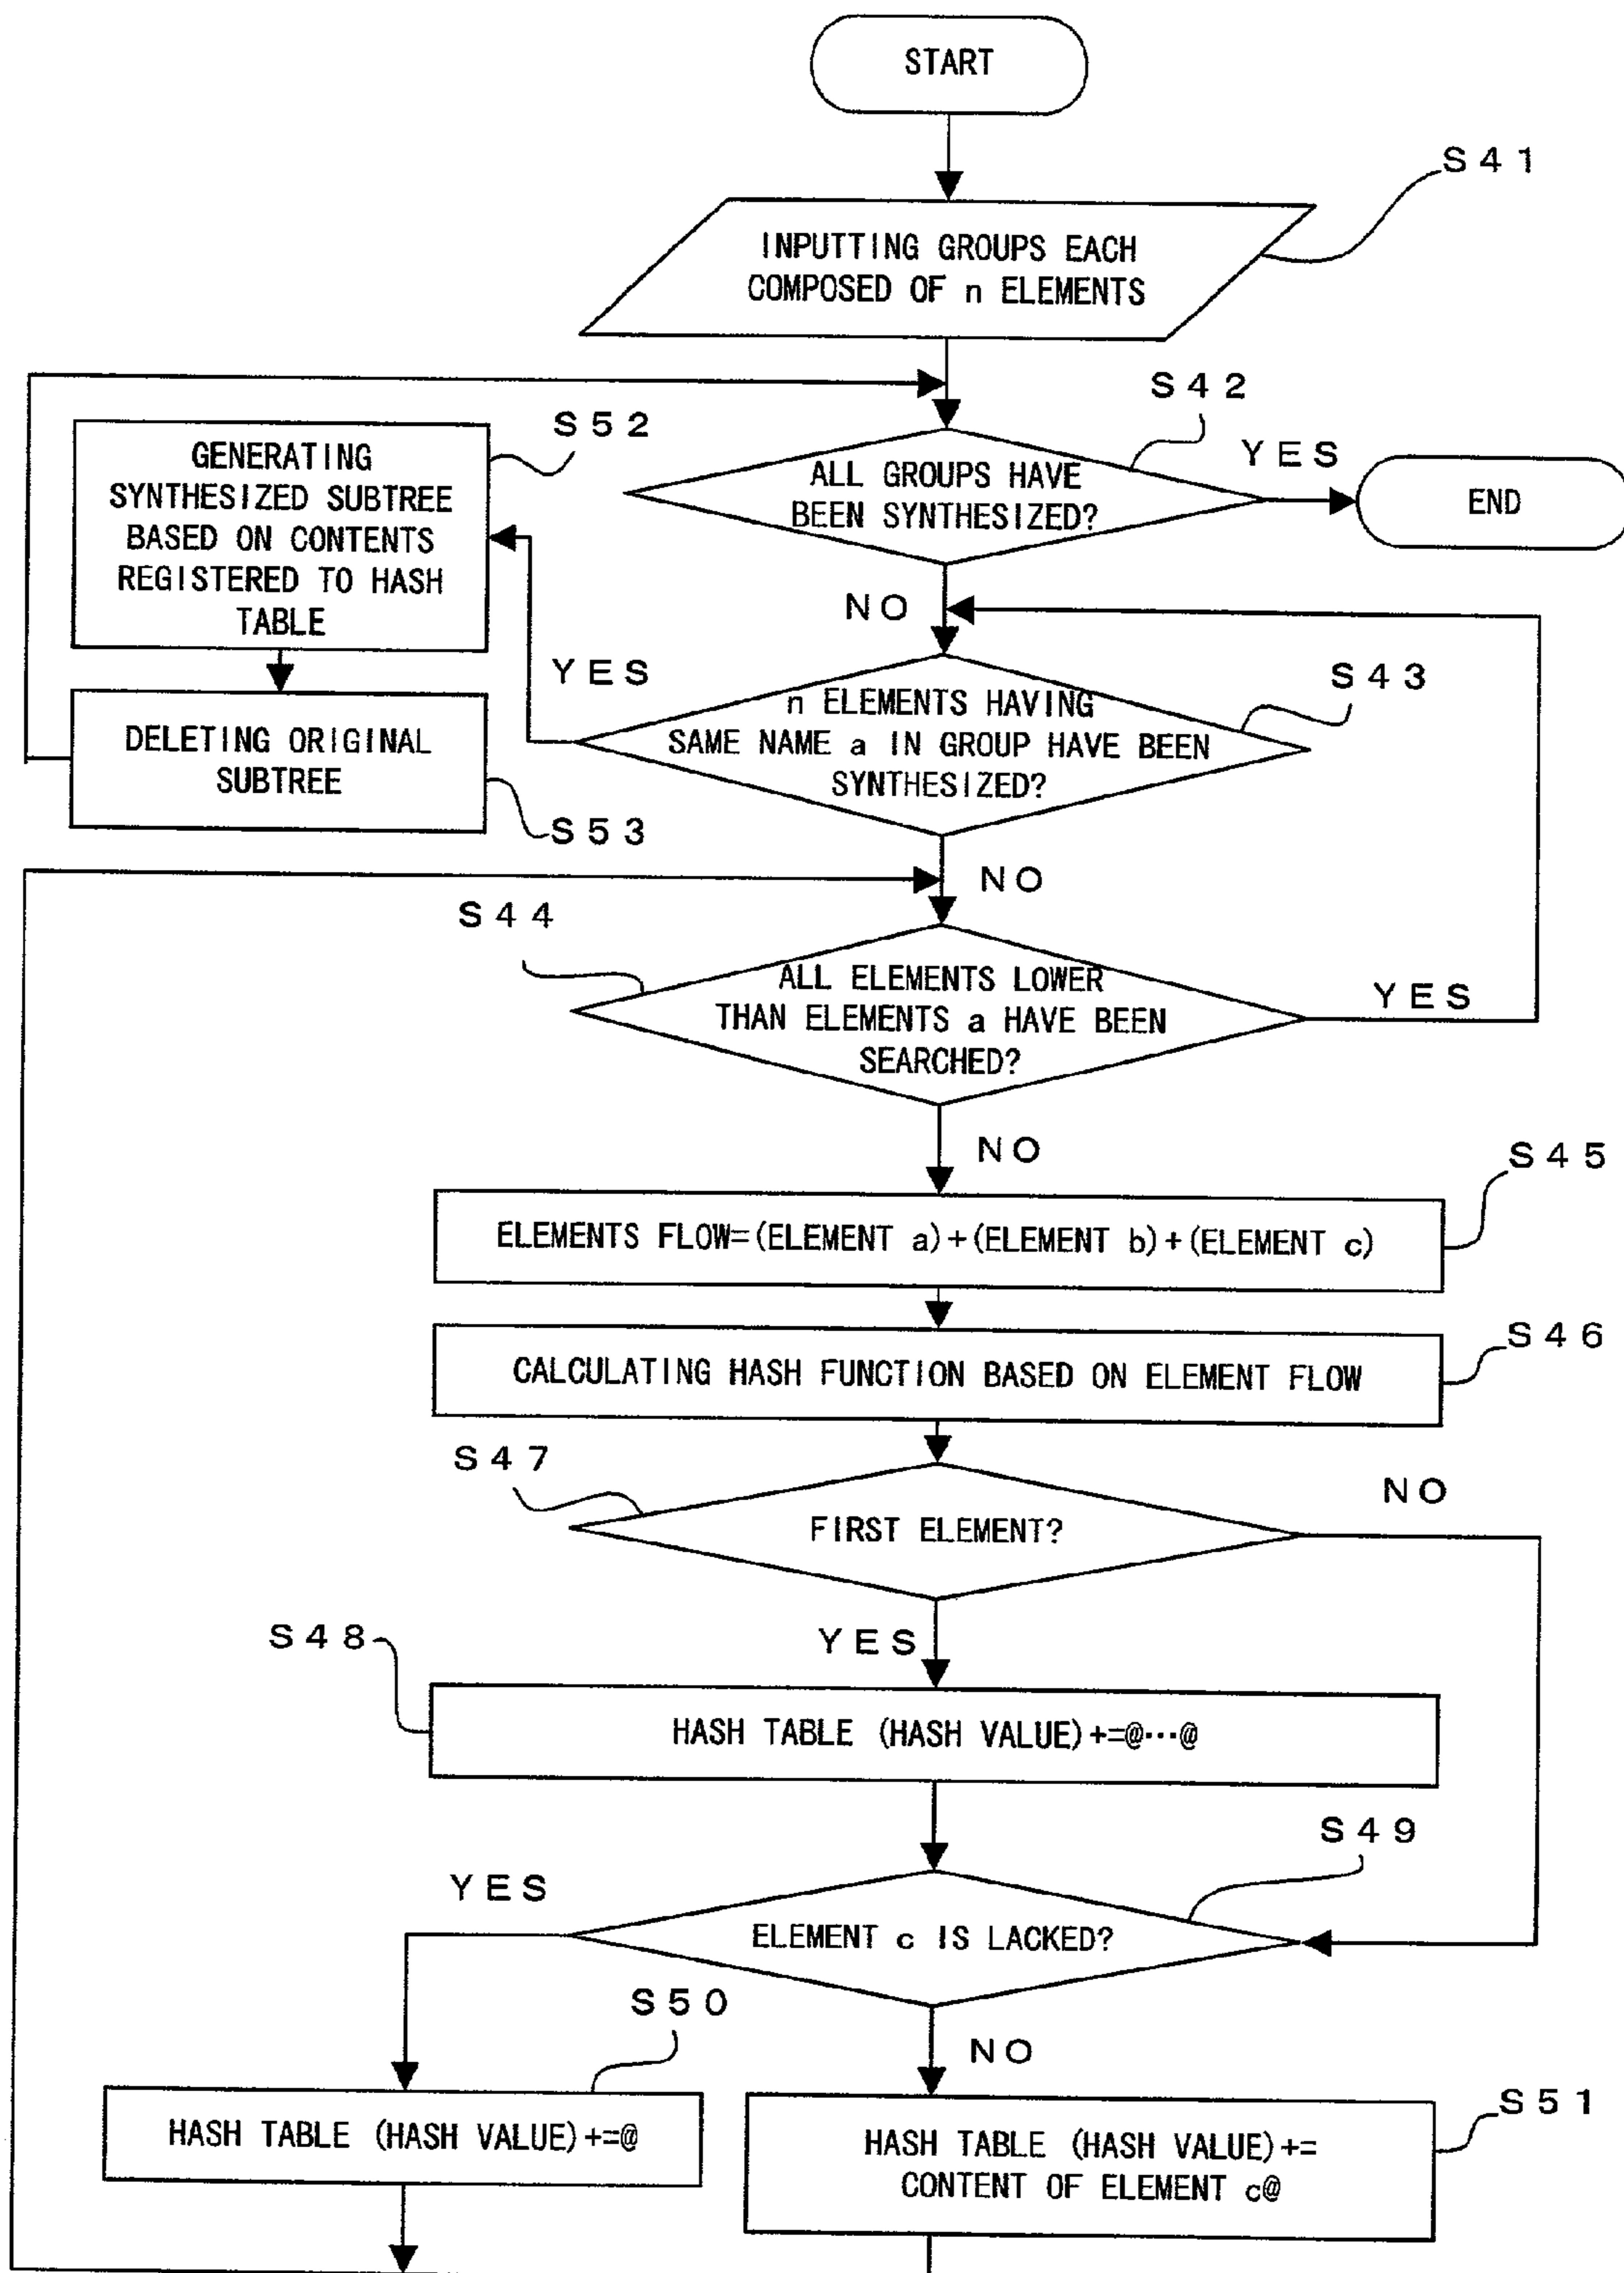 START
S41
INPUTTING GROUPS EACH
COMPOSED OF n ELEMENTS
S42
S52
YES
GENERATING
SYNTHESIZED SUBTREE
BASED ON CONTENTS
REGISTERED TO HASH
TABLE
ALL GROUPS HAVE
BEEN SYNTHESIZED?
END
NO
YES
S43
n ELEMENTS HAVING
SAME NAME a IN GROUP HAVE BEEN
SYNTHESIZED?
DELETING ORIGINAL
SUBTREE
S53
NO
S44
ALL ELEMENTS LOWER
THAN ELEMENTS a HAVE BEEN
SEARCHED?
YES
NO
S45
ELEMENTS FLOW=(ELEMENT a)+(ELEMENT b)+(ELEMENT c)
S46
CALCULATING HASH FUNCTION BASED ON ELEMENT FLOW
S47
NO
FIRST ELEMENT?
S48
YES
HASH TABLE (HASH VALUE)+=@···@
S49
YES
ELEMENT c IS LACKED?
S50
NO
HASH TABLE (HASH VALUE)+=@
S51
HASH TABLE (HASH VALUE)+=
CONTENT OF ELEMENT c@